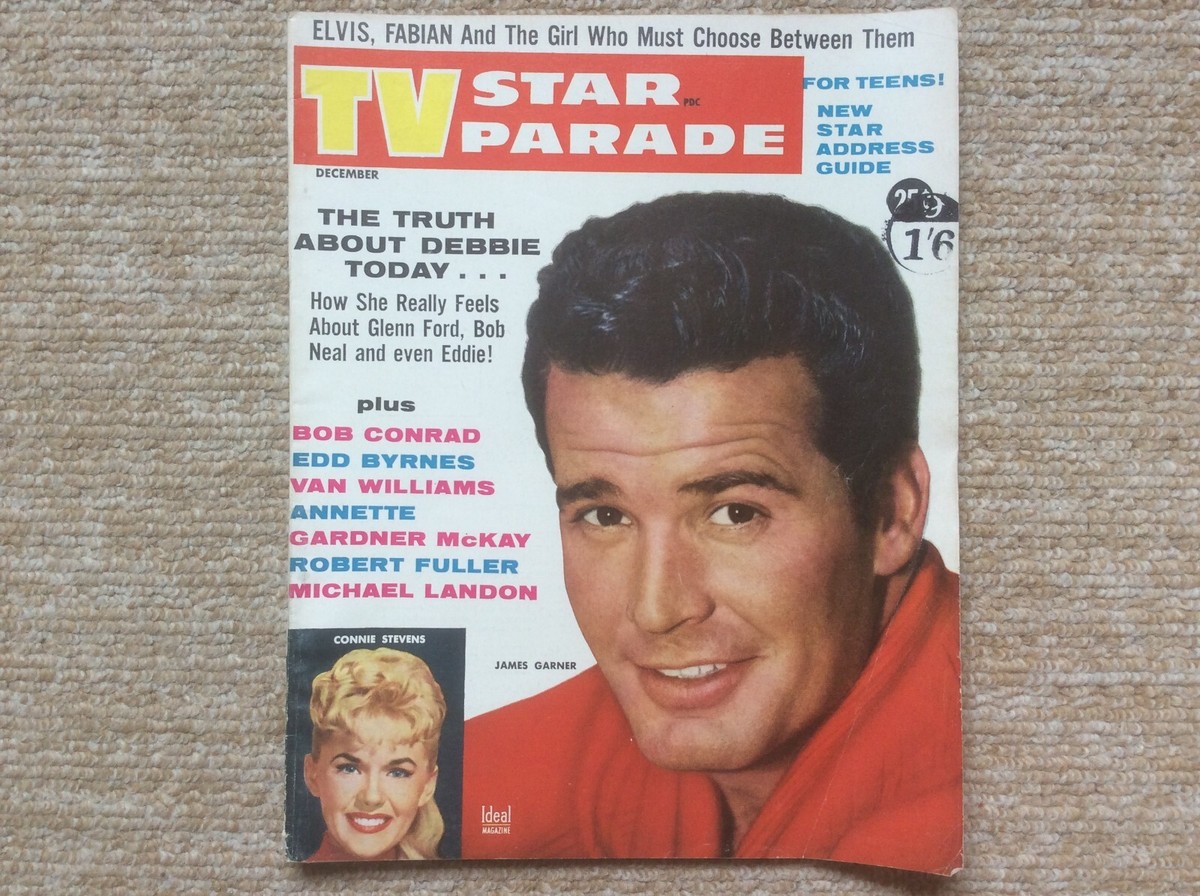 ELVIS, FABIAN And The Girl Who Must Choose Between Them
TV STAR PARADE
PDC
FOR TEENS!
NEW
STAR
ADDRESS
GUIDE
DECEMBER
THE TRUTH
ABOUT DEBBIE
TODAY . . .
How She Really Feels
About Glenn Ford, Bob
Neal and even Eddie!
1'6
plus
BOB CONRAD
EDD BYRNES
VAN WILLIAMS
ANNETTE
GARDNER McKAY
ROBERT FULLER
MICHAEL LANDON
CONNIE STEVENS
JAMES GARNER
Ideal
MAGAZINE